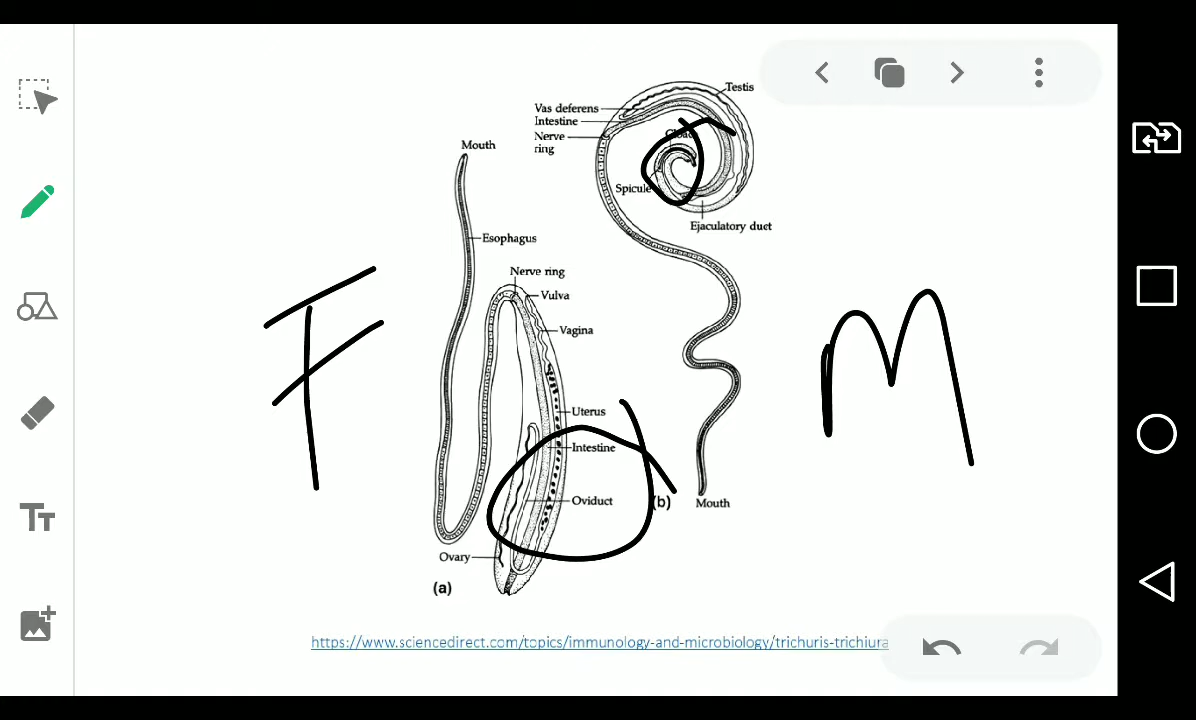 Testis
Vas deferens
Intestine
Nerve
ring
Mouth
Spicule
Ejaculatory duct
Esophagus
Nerve ring
Vulva
Vagina
F
M
Uterus
Intestine
Oviduct
(b)
Mouth
Ovary
(a)
https://www.sciencedirect.com/topics/immunology-and-microbiology/trichuris-trichiura
TT